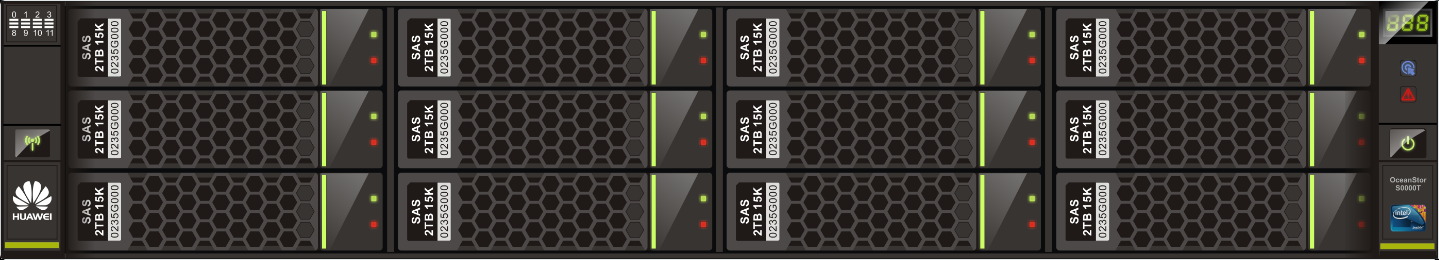 0 1 2 3
8 9 10 11
HUAWEI
SAS
2TB 15K
0235G000
SAS
2TB 15K
0235G000
SAS
2TB 15K
0235G000
SAS
2TB 15K
0235G000
SAS
2TB 15K
0235G000
SAS
2TB 15K
0235G000
SAS
2TB 15K
0235G000
SAS
2TB 15K
0235G000
SAS
2TB 15K
0235G000
SAS
2TB 15K
0235G000
SAS
2TB 15K
0235G000
SAS
2TB 15K
0235G000
888
OceanStor
S0000T
intel